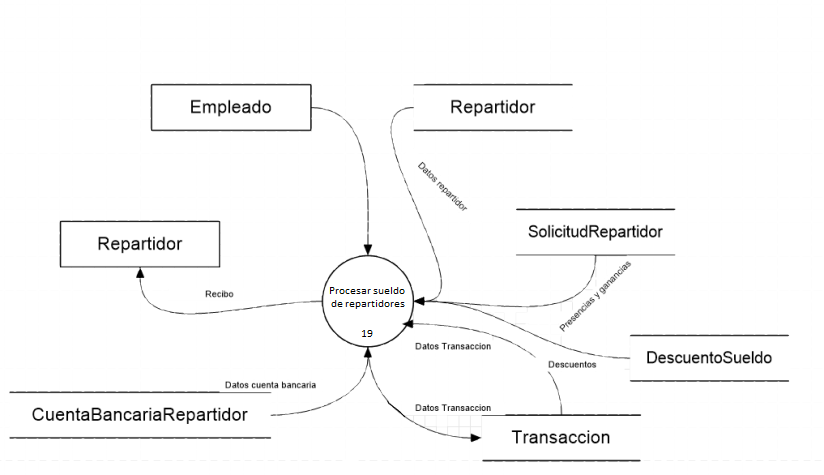 Empleado
Repartidor
Datos repartidor
SolicitudRepartidor
Repartidor
Presencias y ganancias
Procesar sueldo
de repartidores
Recibo
19
Datos Transaccion
DescuentoSueldo
Descuentos
Datos cuenta bancaria
Datos Transaccion
CuentaBancariaRepartidor
Transaccion